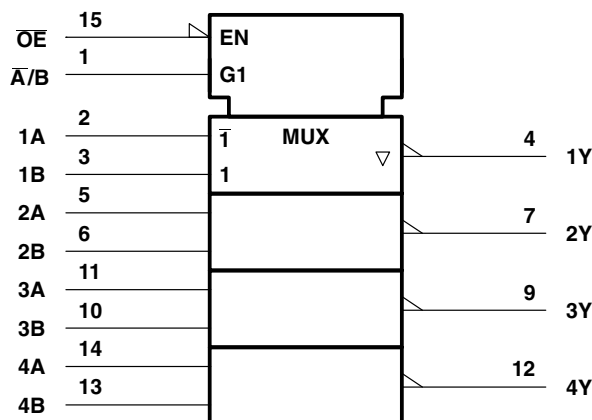 15
O̅E̅ EN
1
A̅/B G1
2
1A 1̅ MUX 4
3 1Y
1B 1
5
2A 7
6 2Y
2B
11
3A 9
10 3Y
3B
14
4A 12
13 4Y
4B